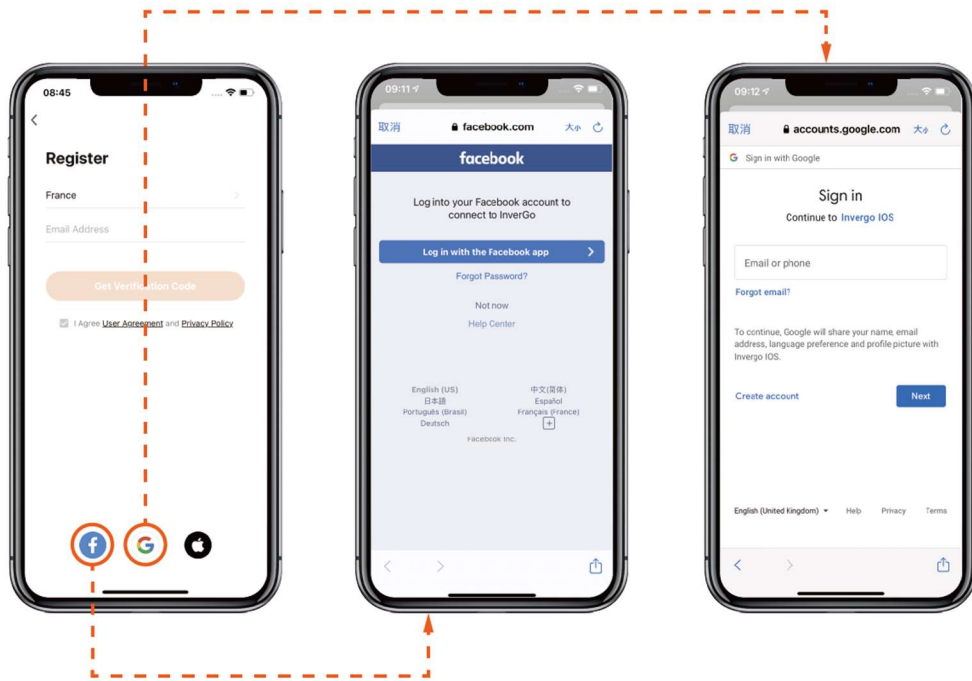 08:45
Register
France
Email Address
Get Verification Code
I Agree User Agreement and Privacy Policy
09:11
取消
facebook.com
大小
facebook
Log into your Facebook account to
connect to InverGo
Log in with the Facebook app
Forgot Password?
Not now
Help Center
English (US)
中文(简体)
日本語
Español
Português (Brasil)
Français (France)
Deutsch
Facebook Inc.
09:12
取消
accounts.google.com
大小
Sign in with Google
Sign in
Continue to Invergo IOS
Email or phone
Forgot email?
To continue, Google will share your name, email
address, language preference and profile picture with
Invergo IOS.
Create account
Next
English (United Kingdom)
Help
Privacy
Terms